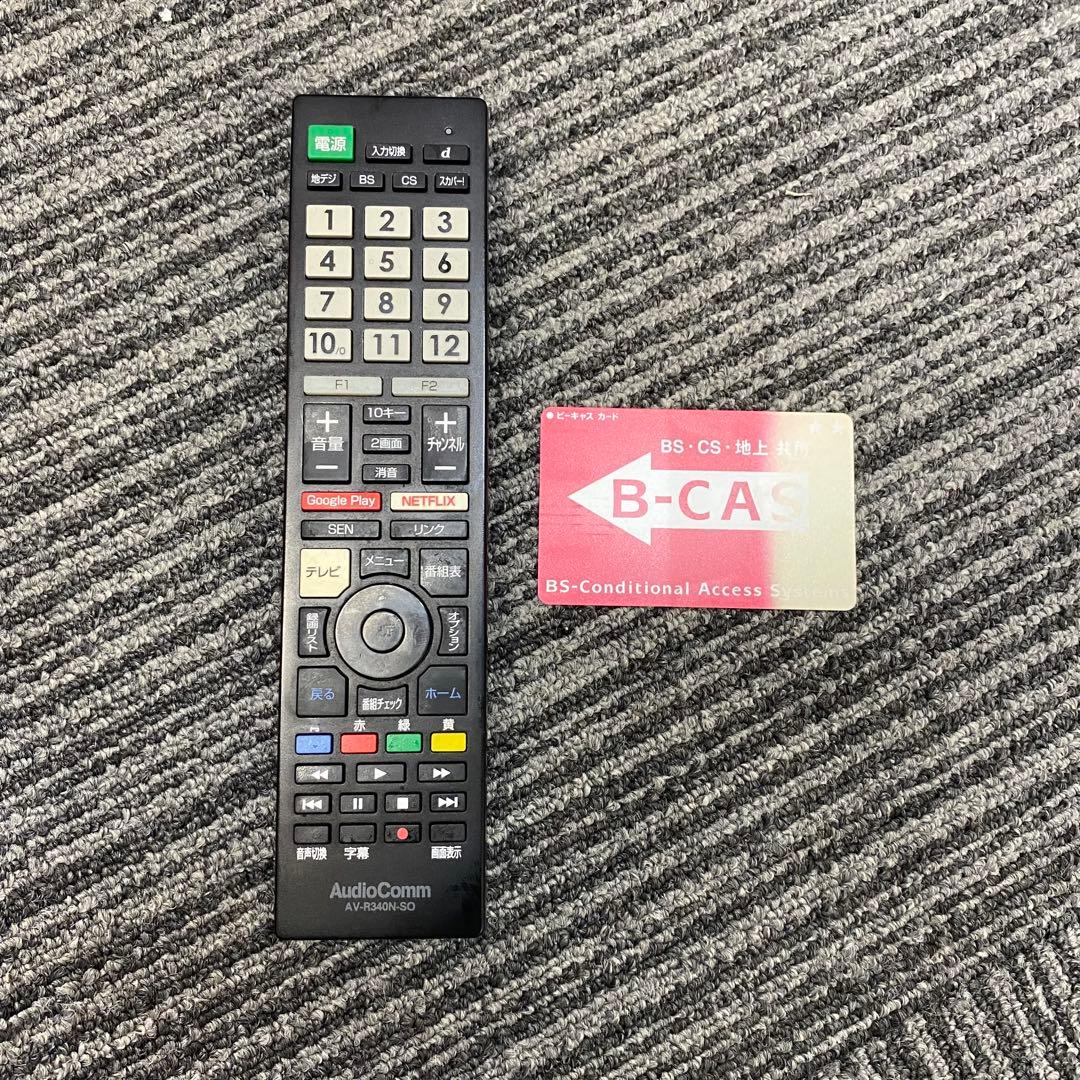 電源
入力切換 d
地デジ BS CS スカパー!
1 2 3
4 5 6
7 8 9
10/0 11 12
F1 F2
+ 10キー +
音量 2画面 チャンネル
− 消音 −
Google Play NETFLIX
SEN リンク
テレビ メニュー 番組表
録画リスト オプション
戻る 番組チェック ホーム
赤 緑 黄
音声切換 字幕 画面表示
AudioComm
AV-R340N-SO
ビーキャス カード
BS・CS・地上 共用
B-CAS
BS-Conditional Access Systems